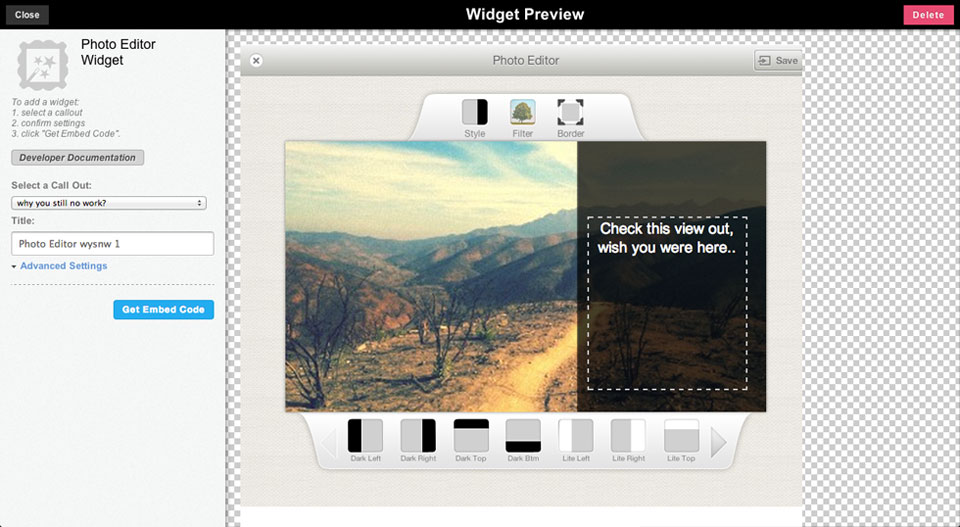 Close
Widget Preview
Delete
Photo Editor
Widget
To add a widget:
1. select a callout
2. confirm settings
3. click "Get Embed Code".
Developer Documentation
Select a Call Out:
why you still no work?
Title:
Photo Editor wysnw 1
Advanced Settings
Get Embed Code
Photo Editor
Save
Style
Filter
Border
Check this view out,
wish you were here..
Dark Left
Dark Right
Dark Top
Dark Btm
Lite Left
Lite Right
Lite Top